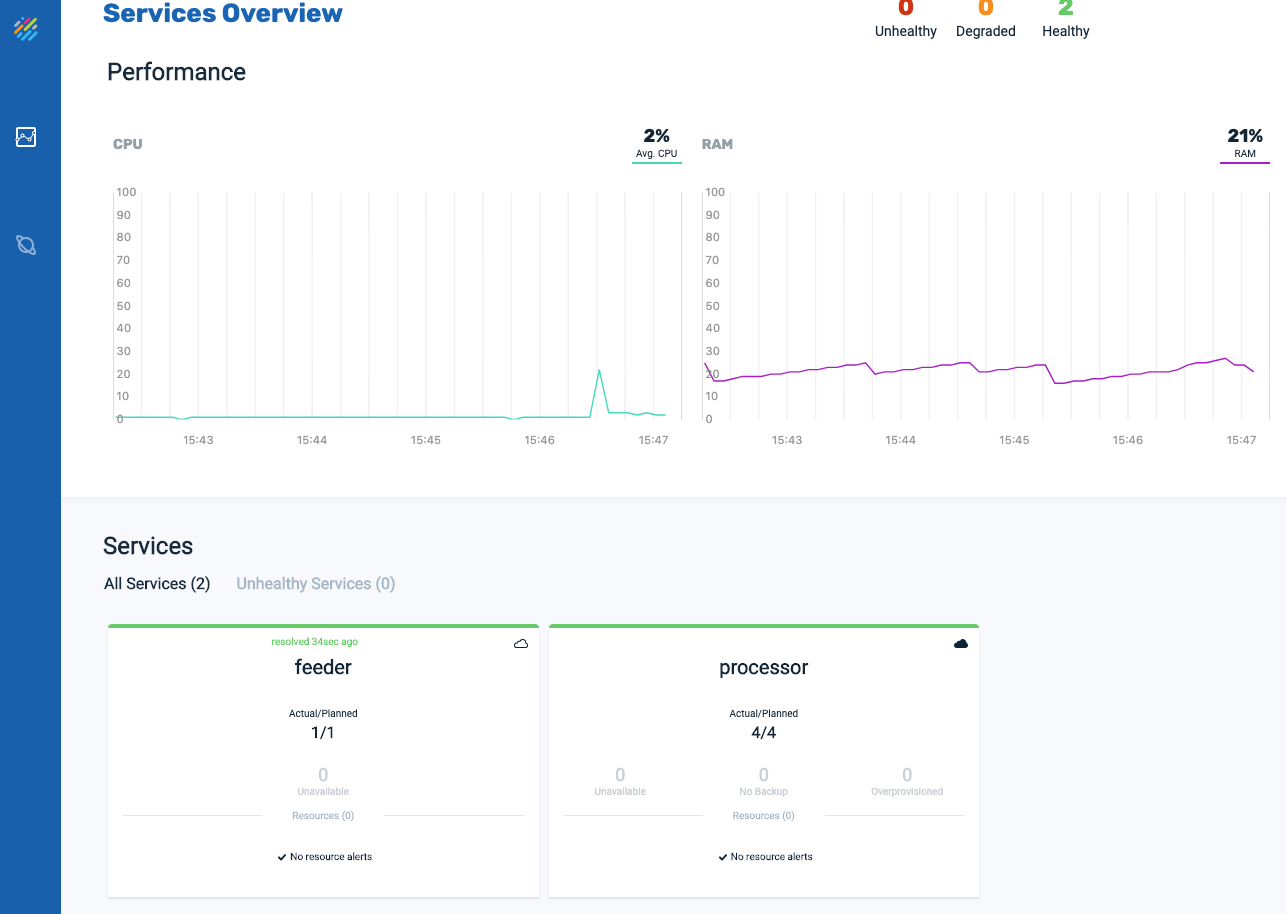 Services Overview
0 0 2
Unhealthy Degraded Healthy
Performance
CPU
2%
Avg. CPU
100
90
80
70
60
50
40
30
20
10
0
15:43 15:44 15:45 15:46 15:47
RAM
21%
RAM
100
90
80
70
60
50
40
30
20
10
0
15:43 15:44 15:45 15:46 15:47
Services
All Services (2) Unhealthy Services (0)
resolved 34sec ago
feeder
Actual/Planned
1/1
0
Unavailable
Resources (0)
No resource alerts
processor
Actual/Planned
4/4
0 0 0
Unavailable No Backup Overprovisioned
Resources (0)
No resource alerts